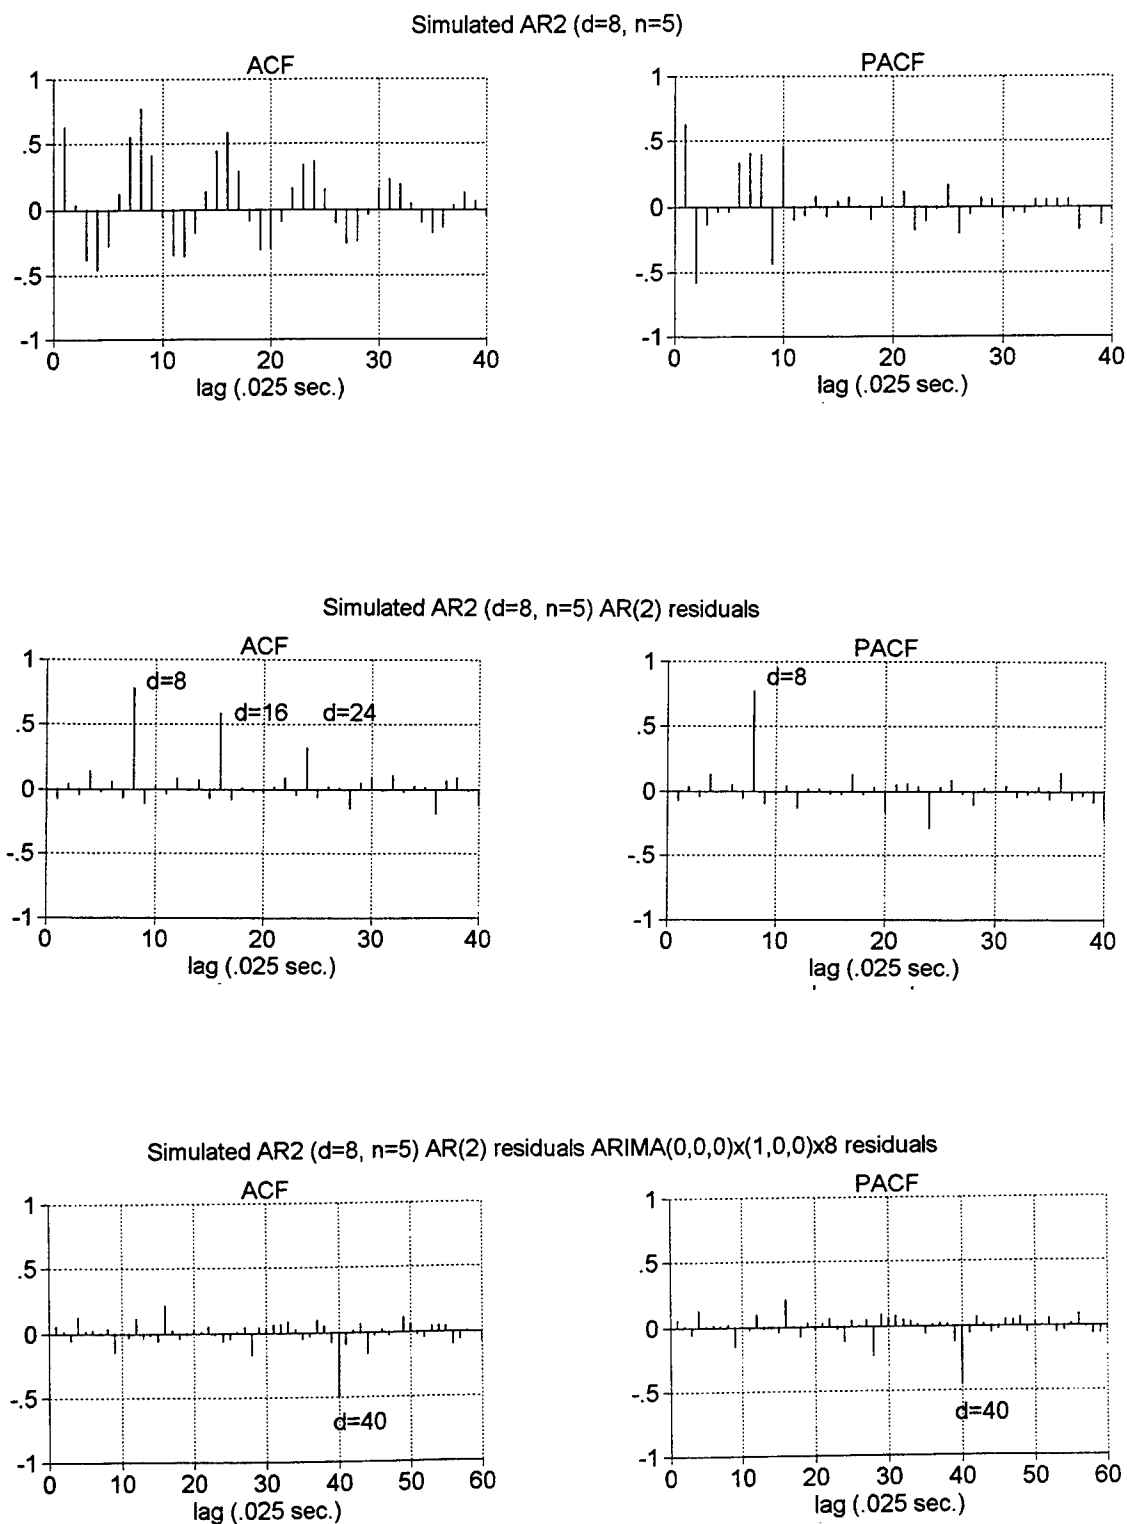 Simulated AR2 (d=8, n=5)
ACF
1
.5
0
-.5
-1
0 10 20 30 40
lag (.025 sec.)
PACF
1
.5
0
-.5
-1
0 10 20 30 40
lag (.025 sec.)
Simulated AR2 (d=8, n=5) AR(2) residuals
ACF
1
d=8
d=16 d=24
.5
0
-.5
-1
0 10 20 30 40
lag (.025 sec.)
PACF
1
d=8
.5
0
-.5
-1
0 10 20 30 40
lag (.025 sec.)
Simulated AR2 (d=8, n=5) AR(2) residuals ARIMA(0,0,0)x(1,0,0)x8 residuals
ACF
1
.5
0
-.5
d=40
-1
0 10 20 30 40 50 60
lag (.025 sec.)
PACF
1
.5
0
-.5
d=40
-1
0 10 20 30 40 50 60
lag (.025 sec.)